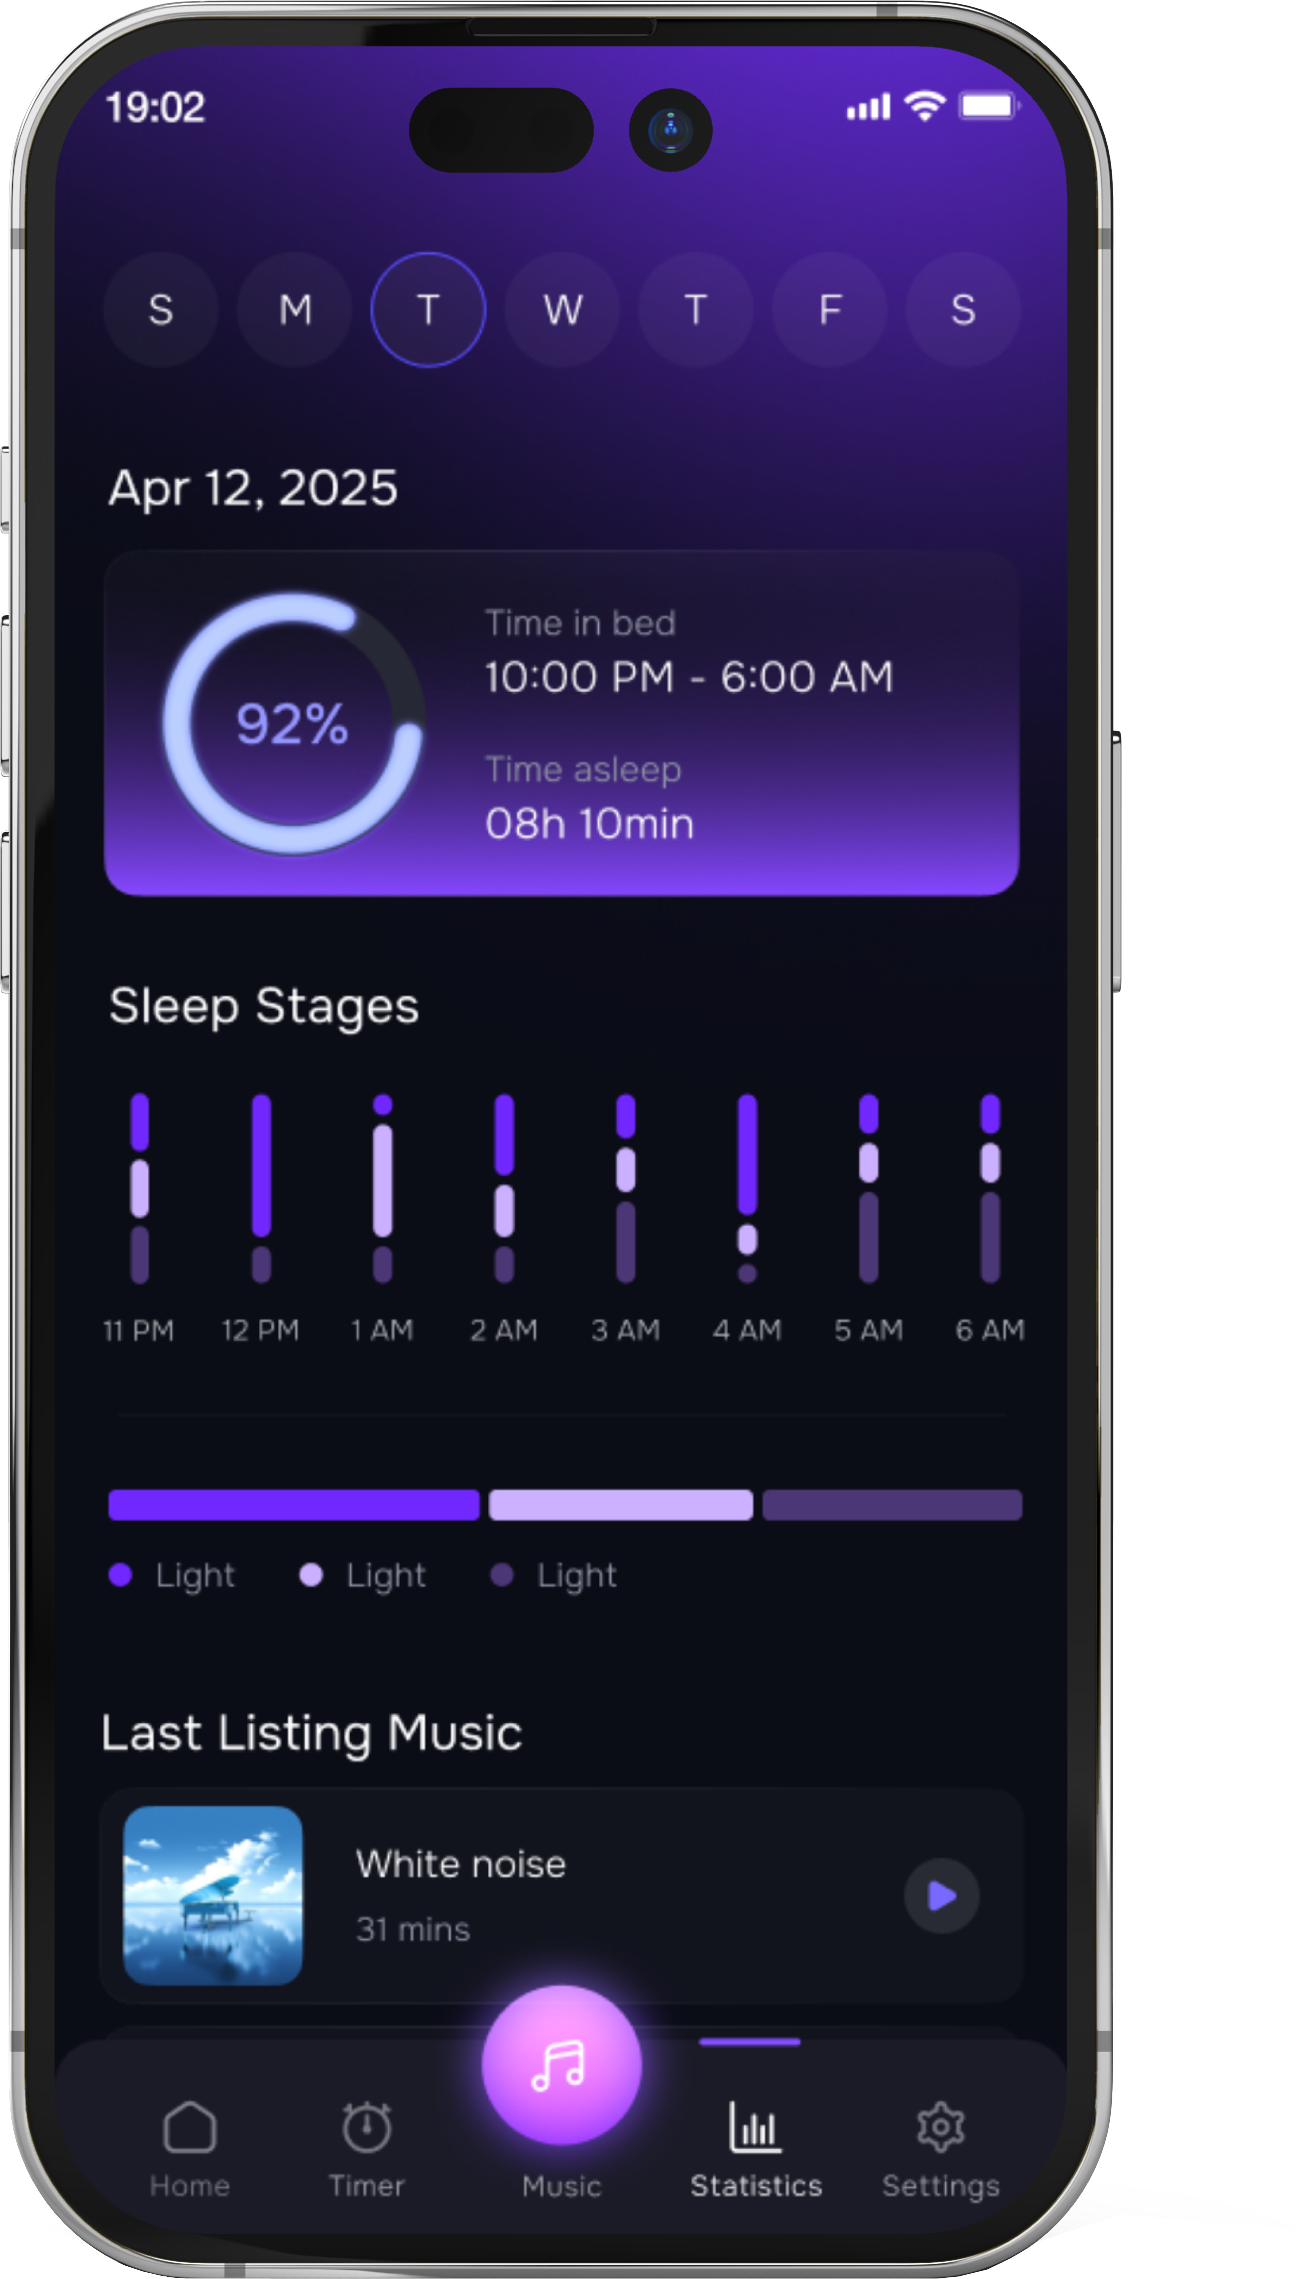 19:02
S M T W T F S
Apr 12, 2025
92%
Time in bed
10:00 PM - 6:00 AM
Time asleep
08h 10min
Sleep Stages
11 PM 12 PM 1 AM 2 AM 3 AM 4 AM 5 AM 6 AM
Light Light Light
Last Listing Music
White noise
31 mins
Home Timer Music Statistics Settings